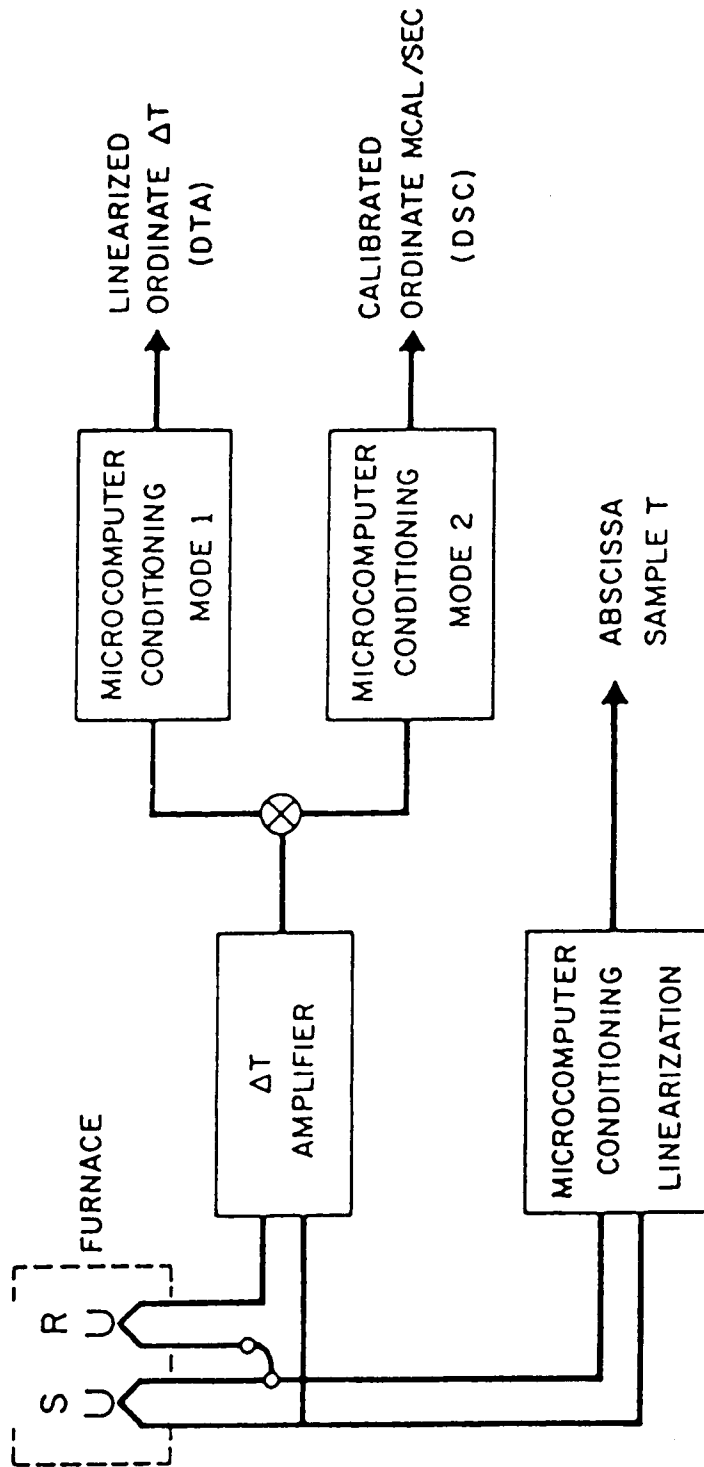 S R
FURNACE
ΔT
AMPLIFIER
MICROCOMPUTER
CONDITIONING
MODE 1
LINEARIZED
ORDINATE ΔT
(DTA)
MICROCOMPUTER
CONDITIONING
MODE 2
CALIBRATED
ORDINATE MCAL/SEC
(DSC)
MICROCOMPUTER
CONDITIONING
LINEARIZATION
ABSCISSA
SAMPLE T